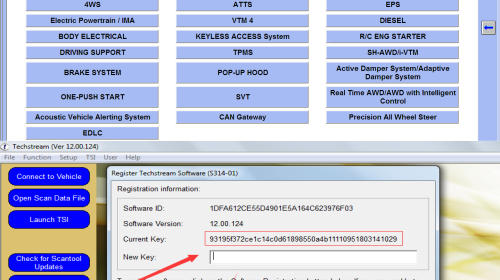 4WS ATTS EPS
Electric Powertrain / IMA VTM 4 DIESEL
BODY ELECTRICAL KEYLESS ACCESS System R/C ENG STARTER
DRIVING SUPPORT TPMS SH-AWD/i-VTM
BRAKE SYSTEM POP-UP HOOD Active Damper System/Adaptive
Damper System
ONE-PUSH START SVT Real Time AWD/AWD with Intelligent
Control
Acoustic Vehicle Alerting System CAN Gateway Precision All Wheel Steer
EDLC
Techstream (Ver 12.00.124)
File Function Setup TSI User Help
Connect to Vehicle
Open Scan Data File
Launch TSI
Check for Scantool
Updates
Register Techstream Software (S314-01)
Registration information:
Software ID: 1DFA612CE55D4901E5A164C623976F03
Software Version: 12.00.124
Current Key: 93195f372ce1c14c0d61898550a4b11110951803141029
New Key: